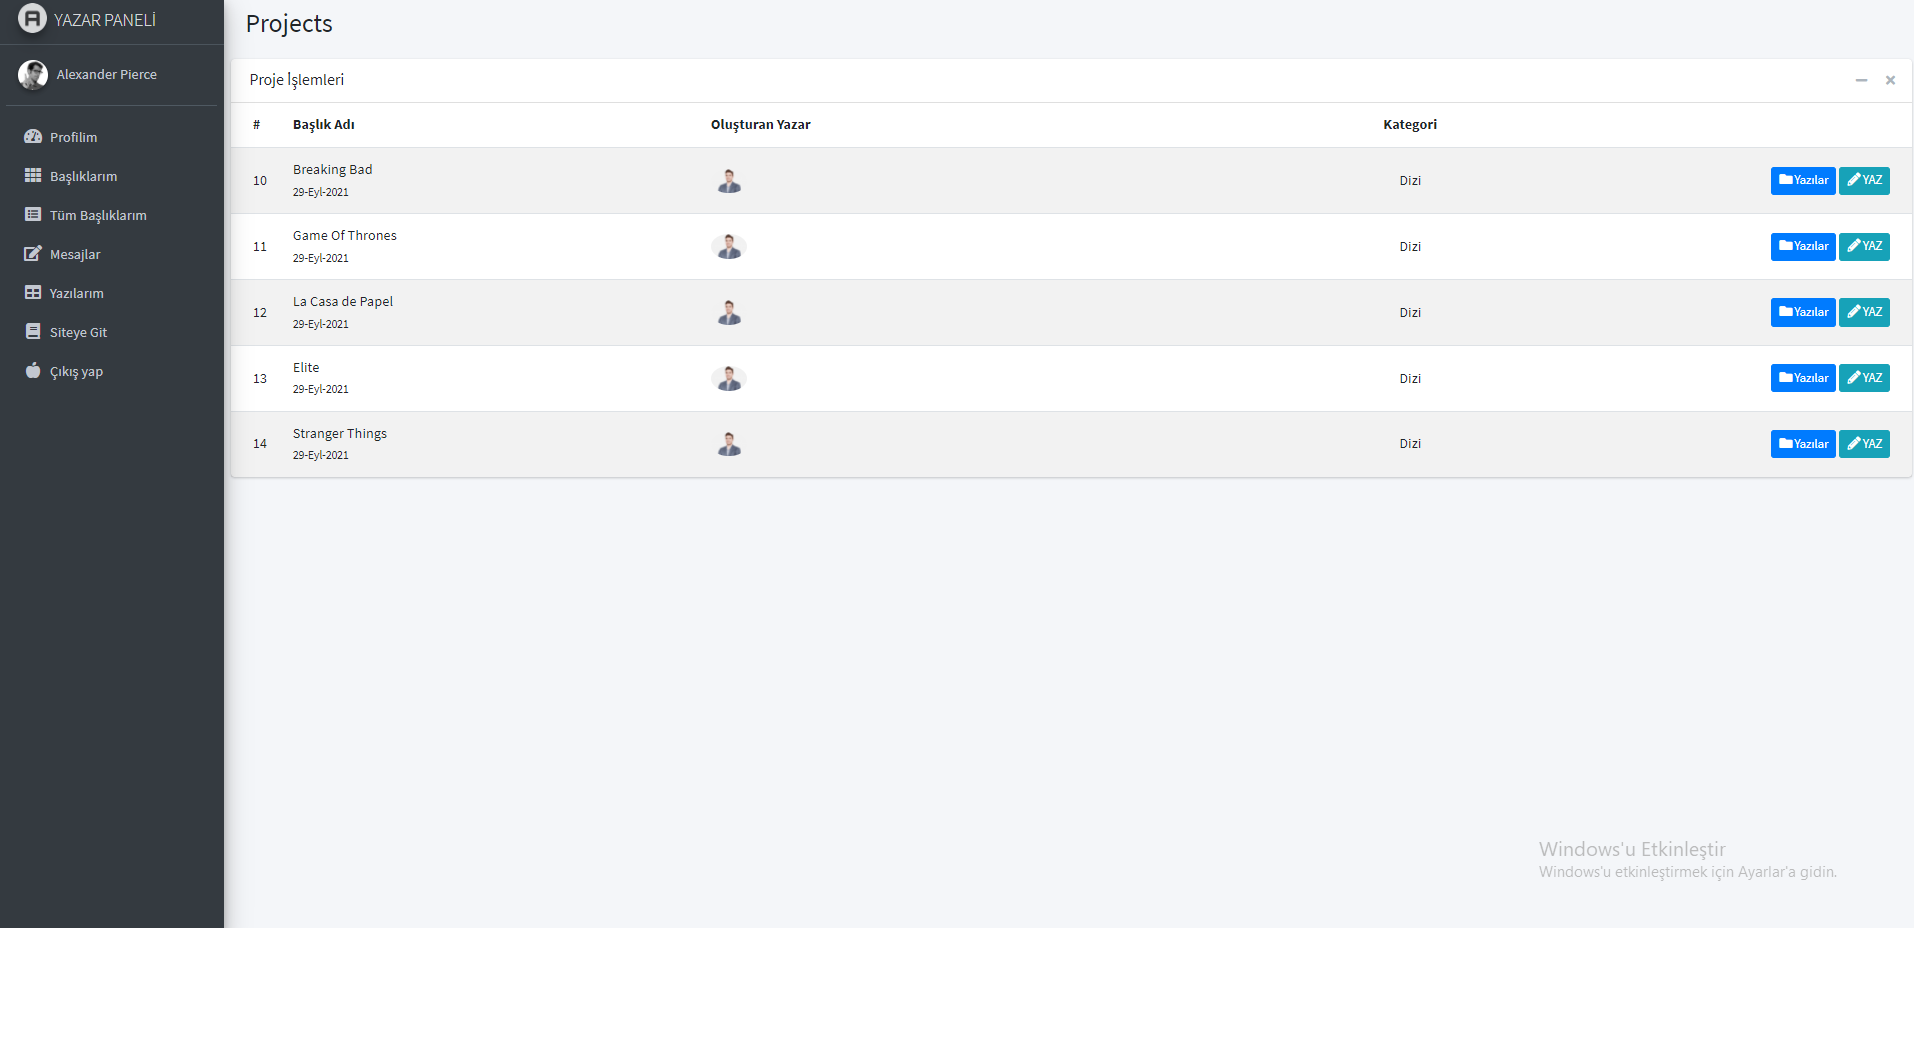 YAZAR PANELİ
Alexander Pierce
Profilim
Başlıklarım
Tüm Başlıklarım
Mesajlar
Yazılarım
Siteye Git
Çıkış yap
Projects
Proje İşlemleri
# Başlık Adı Oluşturan Yazar Kategori
10 Breaking Bad Dizi Yazılar YAZ
29-Eyl-2021
11 Game Of Thrones Dizi Yazılar YAZ
29-Eyl-2021
12 La Casa de Papel Dizi Yazılar YAZ
29-Eyl-2021
13 Elite Dizi Yazılar YAZ
29-Eyl-2021
14 Stranger Things Dizi Yazılar YAZ
29-Eyl-2021
Windows'u Etkinleştir
Windows'u etkinleştirmek için Ayarlar'a gidin.